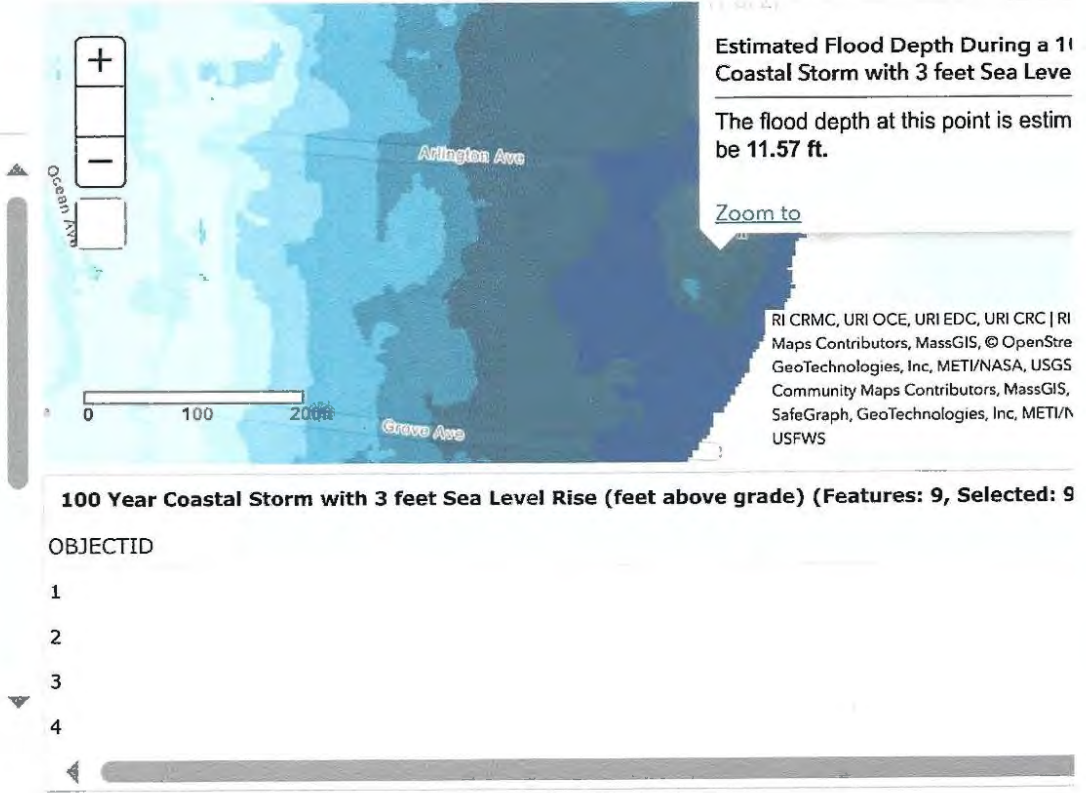 Estimated Flood Depth During a 10
Coastal Storm with 3 feet Sea Leve
The flood depth at this point is estim
be 11.57 ft.
Zoom to
+
−
Ocean Ave
Arlington Ave
Grove Ave
0 100 200ft
RI CRMC, URI OCE, URI EDC, URI CRC | RI
Maps Contributors, MassGIS, © OpenStre
GeoTechnologies, Inc, METI/NASA, USGS
Community Maps Contributors, MassGIS,
SafeGraph, GeoTechnologies, Inc, METI/N
USFWS
100 Year Coastal Storm with 3 feet Sea Level Rise (feet above grade) (Features: 9, Selected: 9
OBJECTID
1
2
3
4